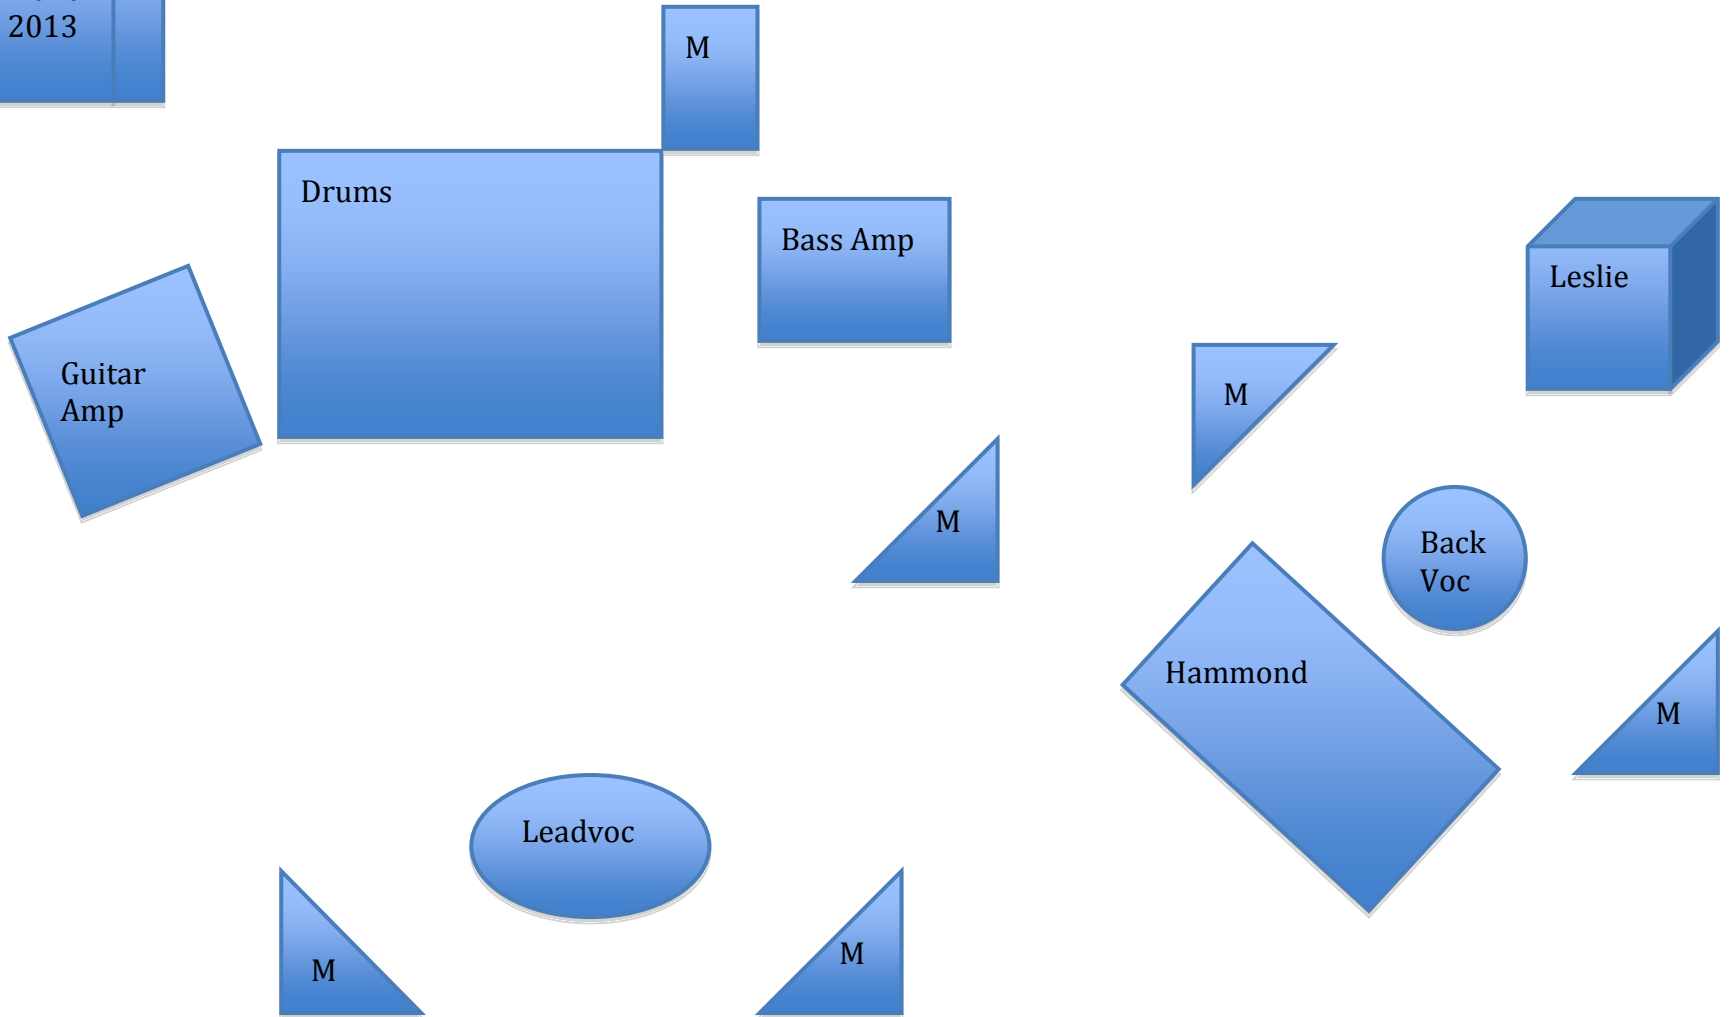 2013
M
Drums
Bass Amp
Leslie
Guitar
Amp
M
M
Back
Voc
Hammond
M
Leadvoc
M
M